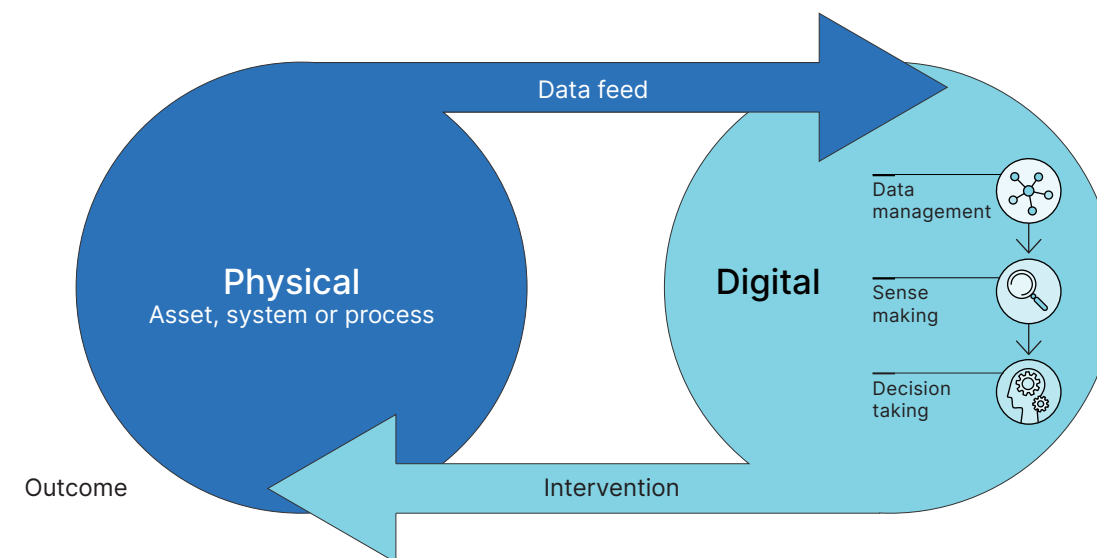 Data feed
Data
management
Physical
Asset, system or process
Digital
Sense
making
Decision
taking
Outcome
Intervention